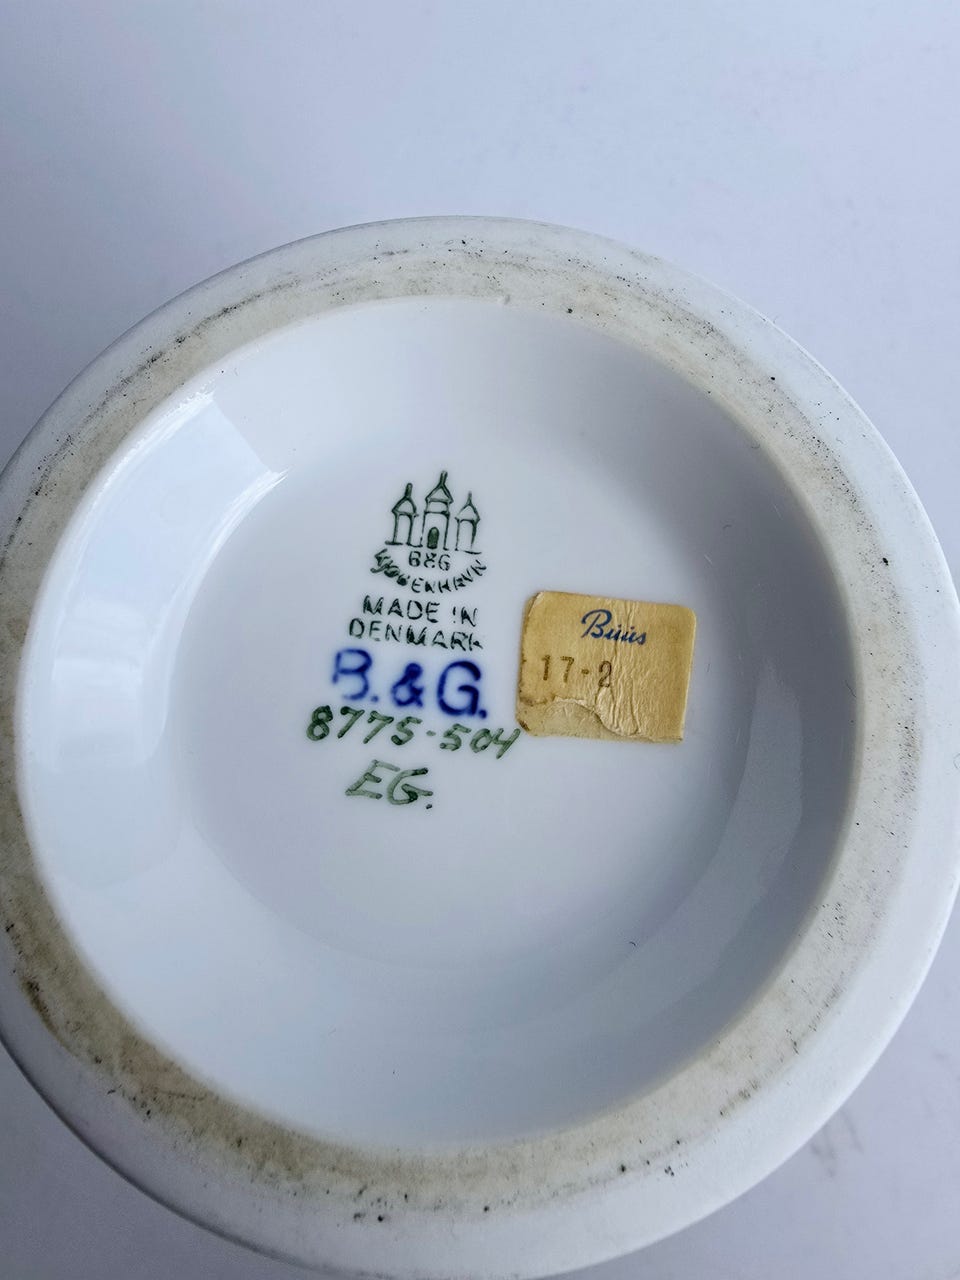 B&G
KJØBENHAVN
MADE IN
DENMARK
B.&G.
8775-504
EG.
Büüs
17-2